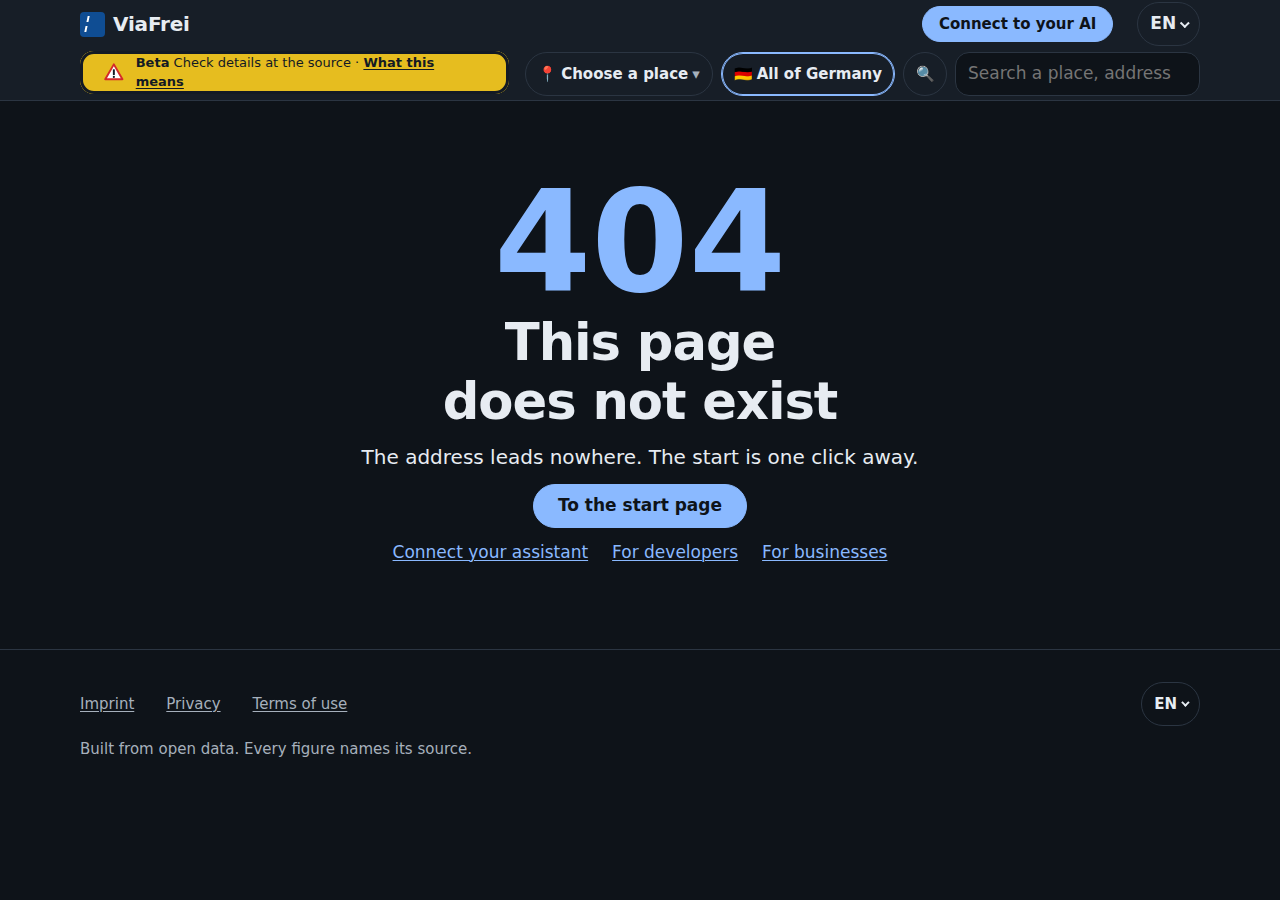 ViaFrei
Connect to your AI
EN
Beta Check details at the source · What this
means
Choose a place ▾
All of Germany
Search a place, address
404
This page
does not exist
The address leads nowhere. The start is one click away.
To the start page
Connect your assistant For developers For businesses
Imprint Privacy Terms of use
EN
Built from open data. Every figure names its source.